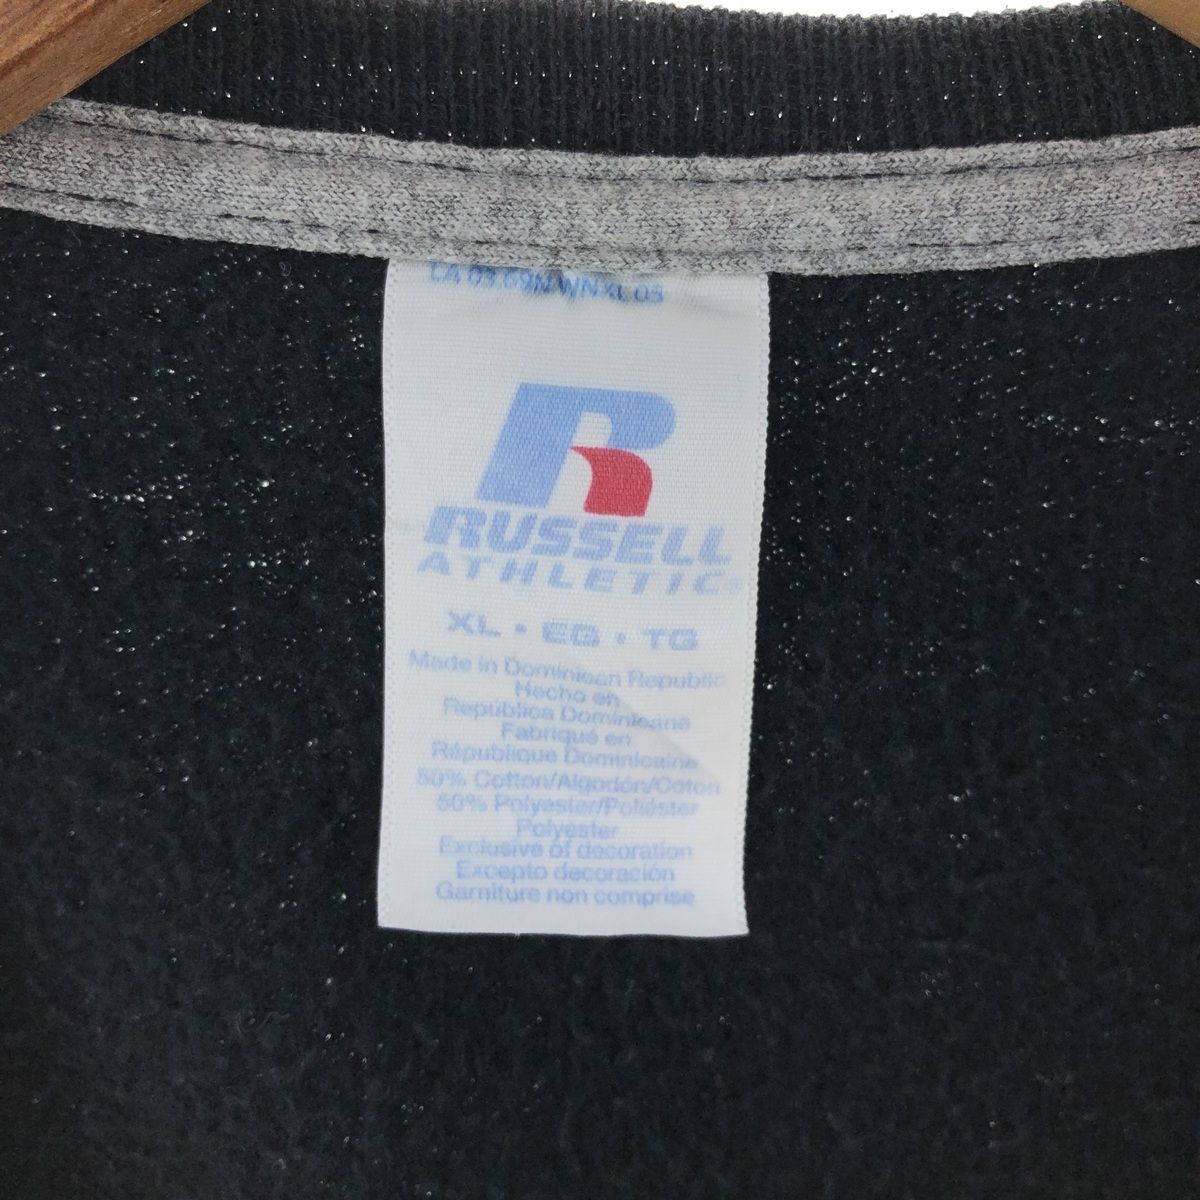 RUSSELL
ATHLETIC
XL • EG • TG
Made in Dominican Republic
Hecho en
República Dominicana
Fabriqué en
République Dominicaine
50% Cotton/Algodón/Coton
50% Polyester/Poliéster
Polyester
Exclusive of decoration
Excepto decoración
Garniture non comprise